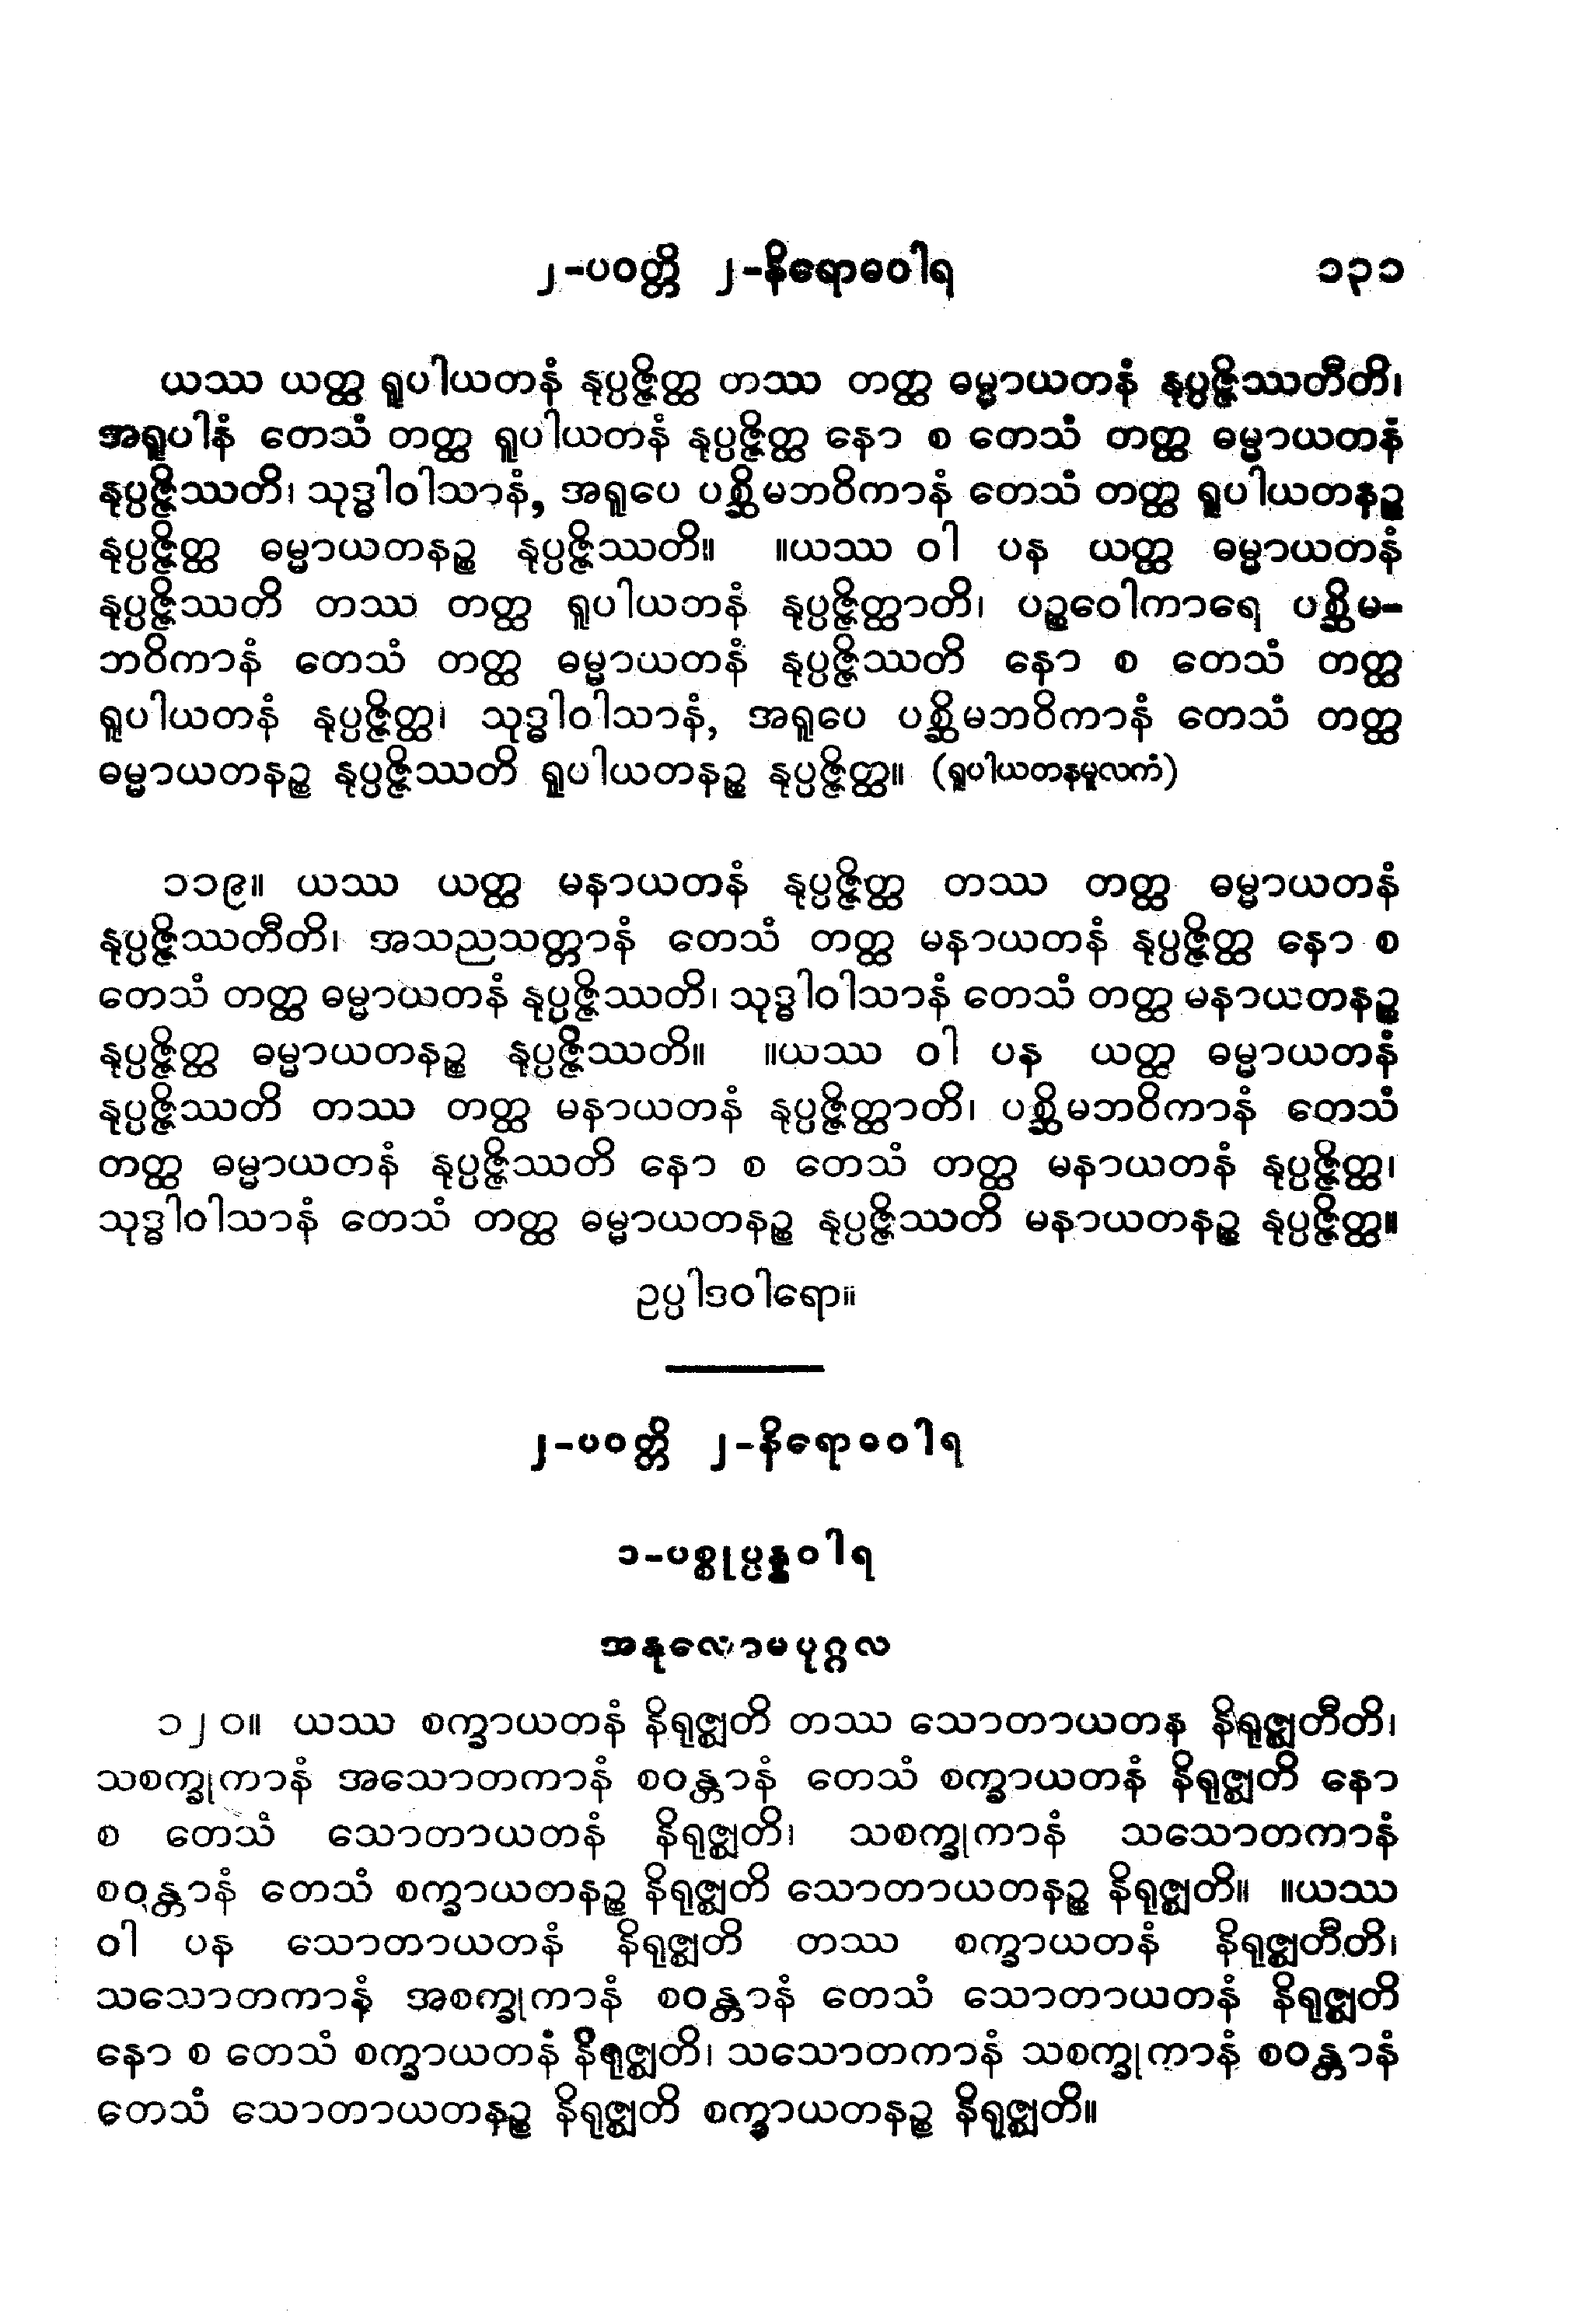 ၂-ပဝတ္တိ ၂-နိရောဓဝါရ ၁၃၁
ယဿ ယတ္ထ ရူပါယတနံ နုပ္ပဇ္ဇိတ္ထ တဿ တတ္ထ ဓမ္မာယတနံ နုပ္ပဇ္ဇိဿတီတိ၊
အရူပါနံ တေသံ တတ္ထ ရူပါယတနံ နုပ္ပဇ္ဇိတ္ထ နော စ တေသံ တတ္ထ ဓမ္မာယတနံ
နုပ္ပဇ္ဇိဿတိ၊ သုဒ္ဓါဝါသာနံ, အရူပေ ပစ္ဆိမဘဝိကာနံ တေသံ တတ္ထ ရူပါယတနဉ္စ
နုပ္ပဇ္ဇိတ္ထ ဓမ္မာယတနဉ္စ နုပ္ပဇ္ဇိဿတိ။ ။ယဿ ဝါ ပန ယတ္ထ ဓမ္မာယတနံ
နုပ္ပဇ္ဇိဿတိ တဿ တတ္ထ ရူပါယဘနံ နုပ္ပဇ္ဇိတ္ထာတိ၊ ပဉ္စဝေါကာရေ ပစ္ဆိမ-
ဘဝိကာနံ တေသံ တတ္ထ ဓမ္မာယတနံ နုပ္ပဇ္ဇိဿတိ နော စ တေသံ တတ္ထ
ရူပါယတနံ နုပ္ပဇ္ဇိတ္ထ၊ သုဒ္ဓါဝါသာနံ, အရူပေ ပစ္ဆိမဘဝိကာနံ တေသံ တတ္ထ
ဓမ္မာယတနဉ္စ နုပ္ပဇ္ဇိဿတိ ရူပါယတနဉ္စ နုပ္ပဇ္ဇိတ္ထ။ (ရူပါယတနမူလကံ)
၁၁၉။ ယဿ ယတ္ထ မနာယတနံ နုပ္ပဇ္ဇိတ္ထ တဿ တတ္ထ ဓမ္မာယတနံ
နုပ္ပဇ္ဇိဿတီတိ၊ အသညသတ္တာနံ တေသံ တတ္ထ မနာယတနံ နုပ္ပဇ္ဇိတ္ထ နော စ
တေသံ တတ္ထ ဓမ္မာယတနံ နုပ္ပဇ္ဇိဿတိ၊ သုဒ္ဓါဝါသာနံ တေသံ တတ္ထ မနာယတနဉ္စ
နုပ္ပဇ္ဇိတ္ထ ဓမ္မာယတနဉ္စ နုပ္ပဇ္ဇိဿတိ။ ။ယဿ ဝါ ပန ယတ္ထ ဓမ္မာယတနံ
နုပ္ပဇ္ဇိဿတိ တဿ တတ္ထ မနာယတနံ နုပ္ပဇ္ဇိတ္ထာတိ၊ ပစ္ဆိမဘဝိကာနံ တေသံ
တတ္ထ ဓမ္မာယတနံ နုပ္ပဇ္ဇိဿတိ နော စ တေသံ တတ္ထ မနာယတနံ နုပ္ပဇ္ဇိတ္ထ၊
သုဒ္ဓါဝါသာနံ တေသံ တတ္ထ ဓမ္မာယတနဉ္စ နုပ္ပဇ္ဇိဿတိ မနာယတနဉ္စ နုပ္ပဇ္ဇိတ္ထ။
ဥပ္ပါဒဝါရော။
၂-ပဝတ္တိ ၂-နိရောဓဝါရ
၁-ပစ္စုပ္ပန္နဝါရ
အနုလောမပုဂ္ဂလ
၁၂၀။ ယဿ စက္ခာယတနံ နိရုဇ္ဈတိ တဿ သောတာယတန နိရုဇ္ဈတီတိ၊
သစက္ခုကာနံ အသောတကာနံ စဝန္တာနံ တေသံ စက္ခာယတနံ နိရုဇ္ဈတိ နော
စ တေသံ သောတာယတနံ နိရုဇ္ဈတိ၊ သစက္ခုကာနံ သသောတကာနံ
စဝန္တာနံ တေသံ စက္ခာယတနဉ္စ နိရုဇ္ဈတိ သောတာယတနဉ္စ နိရုဇ္ဈတိ။ ။ယဿ
ဝါ ပန သောတာယတနံ နိရုဇ္ဈတိ တဿ စက္ခာယတနံ နိရုဇ္ဈတီတိ၊
သသောတကာနံ အစက္ခုကာနံ စဝန္တာနံ တေသံ သောတာယတနံ နိရုဇ္ဈတိ
နော စ တေသံ စက္ခာယတနံ နိရုဇ္ဈတိ၊ သသောတကာနံ သစက္ခုကာနံ စဝန္တာနံ
တေသံ သောတာယတနဉ္စ နိရုဇ္ဈတိ စက္ခာယတနဉ္စ နိရုဇ္ဈတိ။